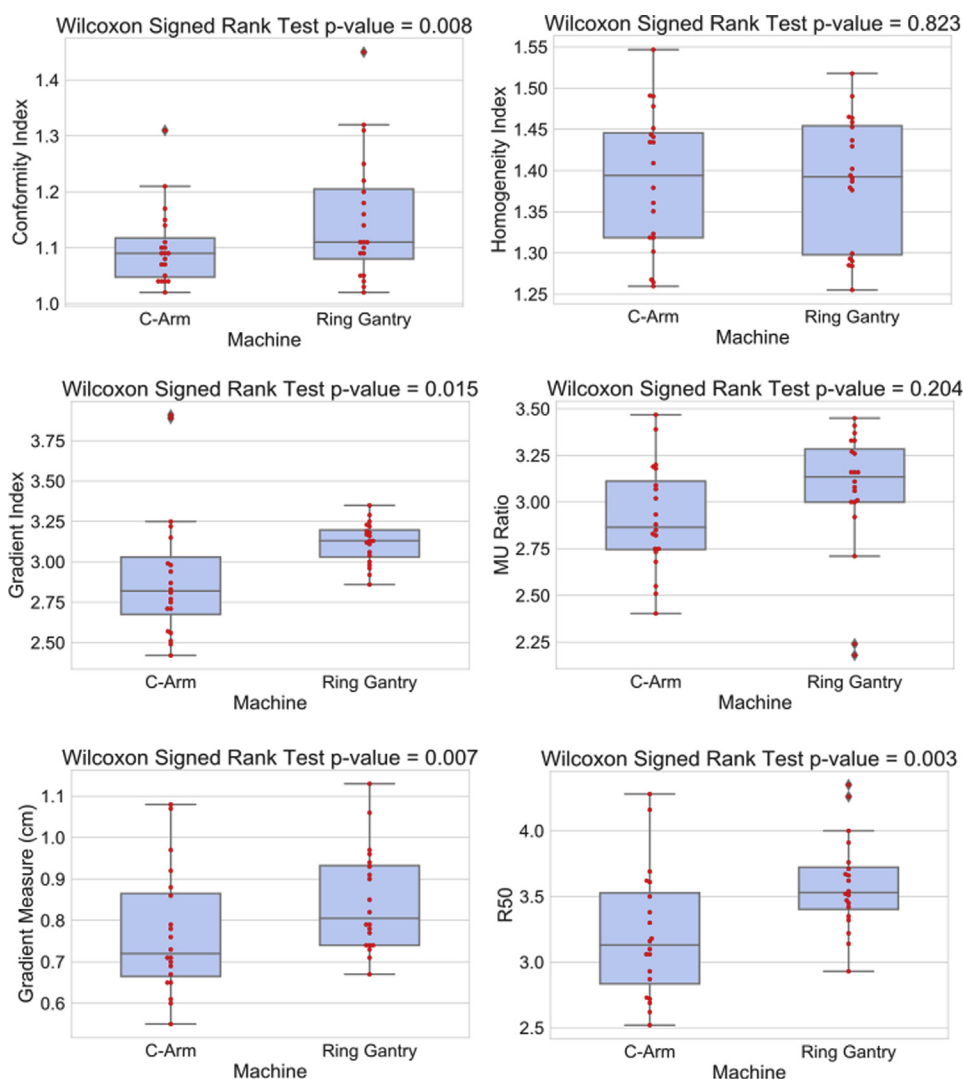 Wilcoxon Signed Rank Test p-value = 0.008
Conformity Index
1.4
1.3
1.2
1.1
1.0
C-Arm Ring Gantry
Machine
Wilcoxon Signed Rank Test p-value = 0.823
Homogeneity Index
1.55
1.50
1.45
1.40
1.35
1.30
1.25
C-Arm Ring Gantry
Machine
Wilcoxon Signed Rank Test p-value = 0.015
Gradient Index
3.75
3.50
3.25
3.00
2.75
2.50
C-Arm Ring Gantry
Machine
Wilcoxon Signed Rank Test p-value = 0.204
MU Ratio
3.50
3.25
3.00
2.75
2.50
2.25
C-Arm Ring Gantry
Machine
Wilcoxon Signed Rank Test p-value = 0.007
Gradient Measure (cm)
1.1
1.0
0.9
0.8
0.7
0.6
C-Arm Ring Gantry
Machine
Wilcoxon Signed Rank Test p-value = 0.003
R50
4.0
3.5
3.0
2.5
C-Arm Ring Gantry
Machine